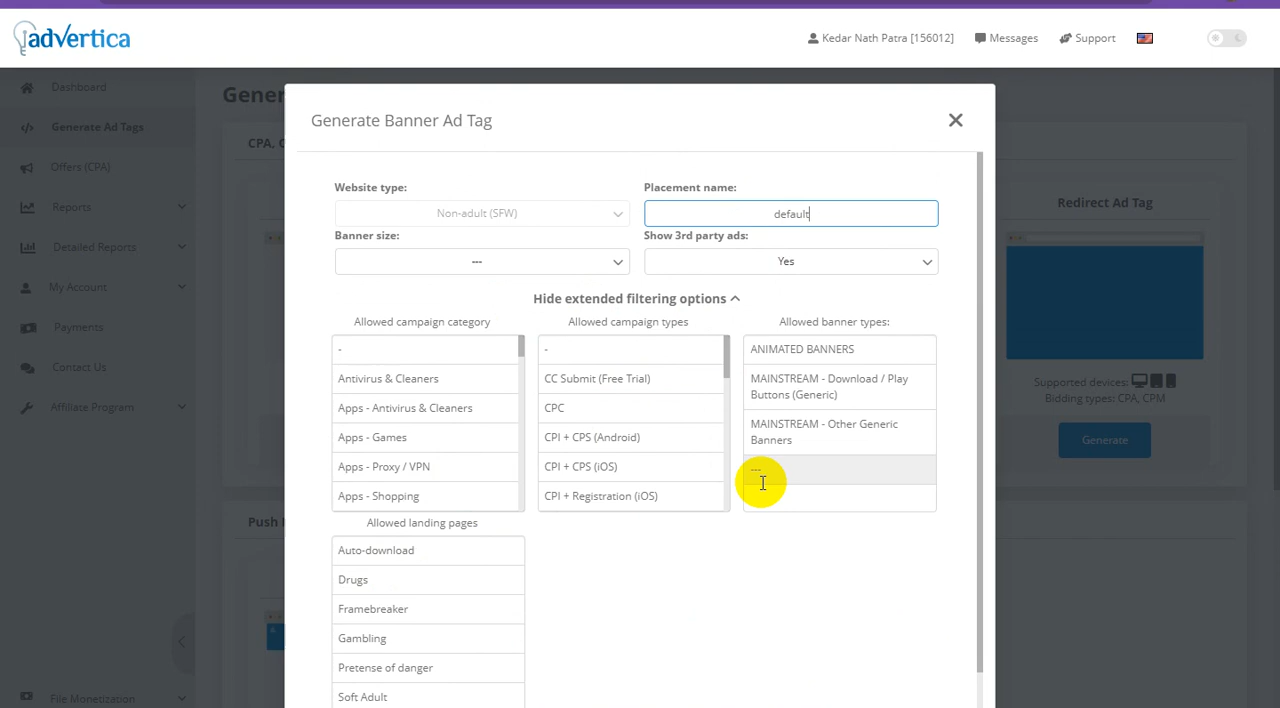 advertica
Kedar Nath Patra [156012]
Messages
Support
Dashboard
Generate Ad Tags
Offers (CPA)
Reports
Detailed Reports
My Account
Payments
Contact Us
Affiliate Program
File Monetization
Gener
CPA, C
Push
Generate Banner Ad Tag
Website type:
Placement name:
Non-adult (SFW)
default
Banner size:
Show 3rd party ads:
---
Yes
Hide extended filtering options
Allowed campaign category
Allowed campaign types
Allowed banner types:
-
Antivirus & Cleaners
Apps - Antivirus & Cleaners
Apps - Games
Apps - Proxy / VPN
Apps - Shopping
-
CC Submit (Free Trial)
CPC
CPI + CPS (Android)
CPI + CPS (iOS)
CPI + Registration (iOS)
ANIMATED BANNERS
MAINSTREAM - Download / Play
Buttons (Generic)
MAINSTREAM - Other Generic
Banners
---
Allowed landing pages
Auto-download
Drugs
Framebreaker
Gambling
Pretense of danger
Soft Adult
Redirect Ad Tag
Supported devices:
Bidding types: CPA, CPM
Generate